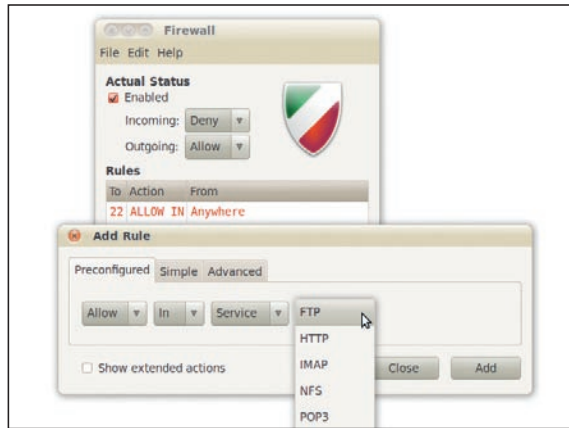 Firewall
File Edit Help
Actual Status
Enabled
Incoming: Deny
Outgoing: Allow
Rules
To Action From
22 ALLOW IN Anywhere
Add Rule
Preconfigured Simple Advanced
Allow In Service FTP
HTTP
IMAP
NFS
POP3
Show extended actions
Close Add